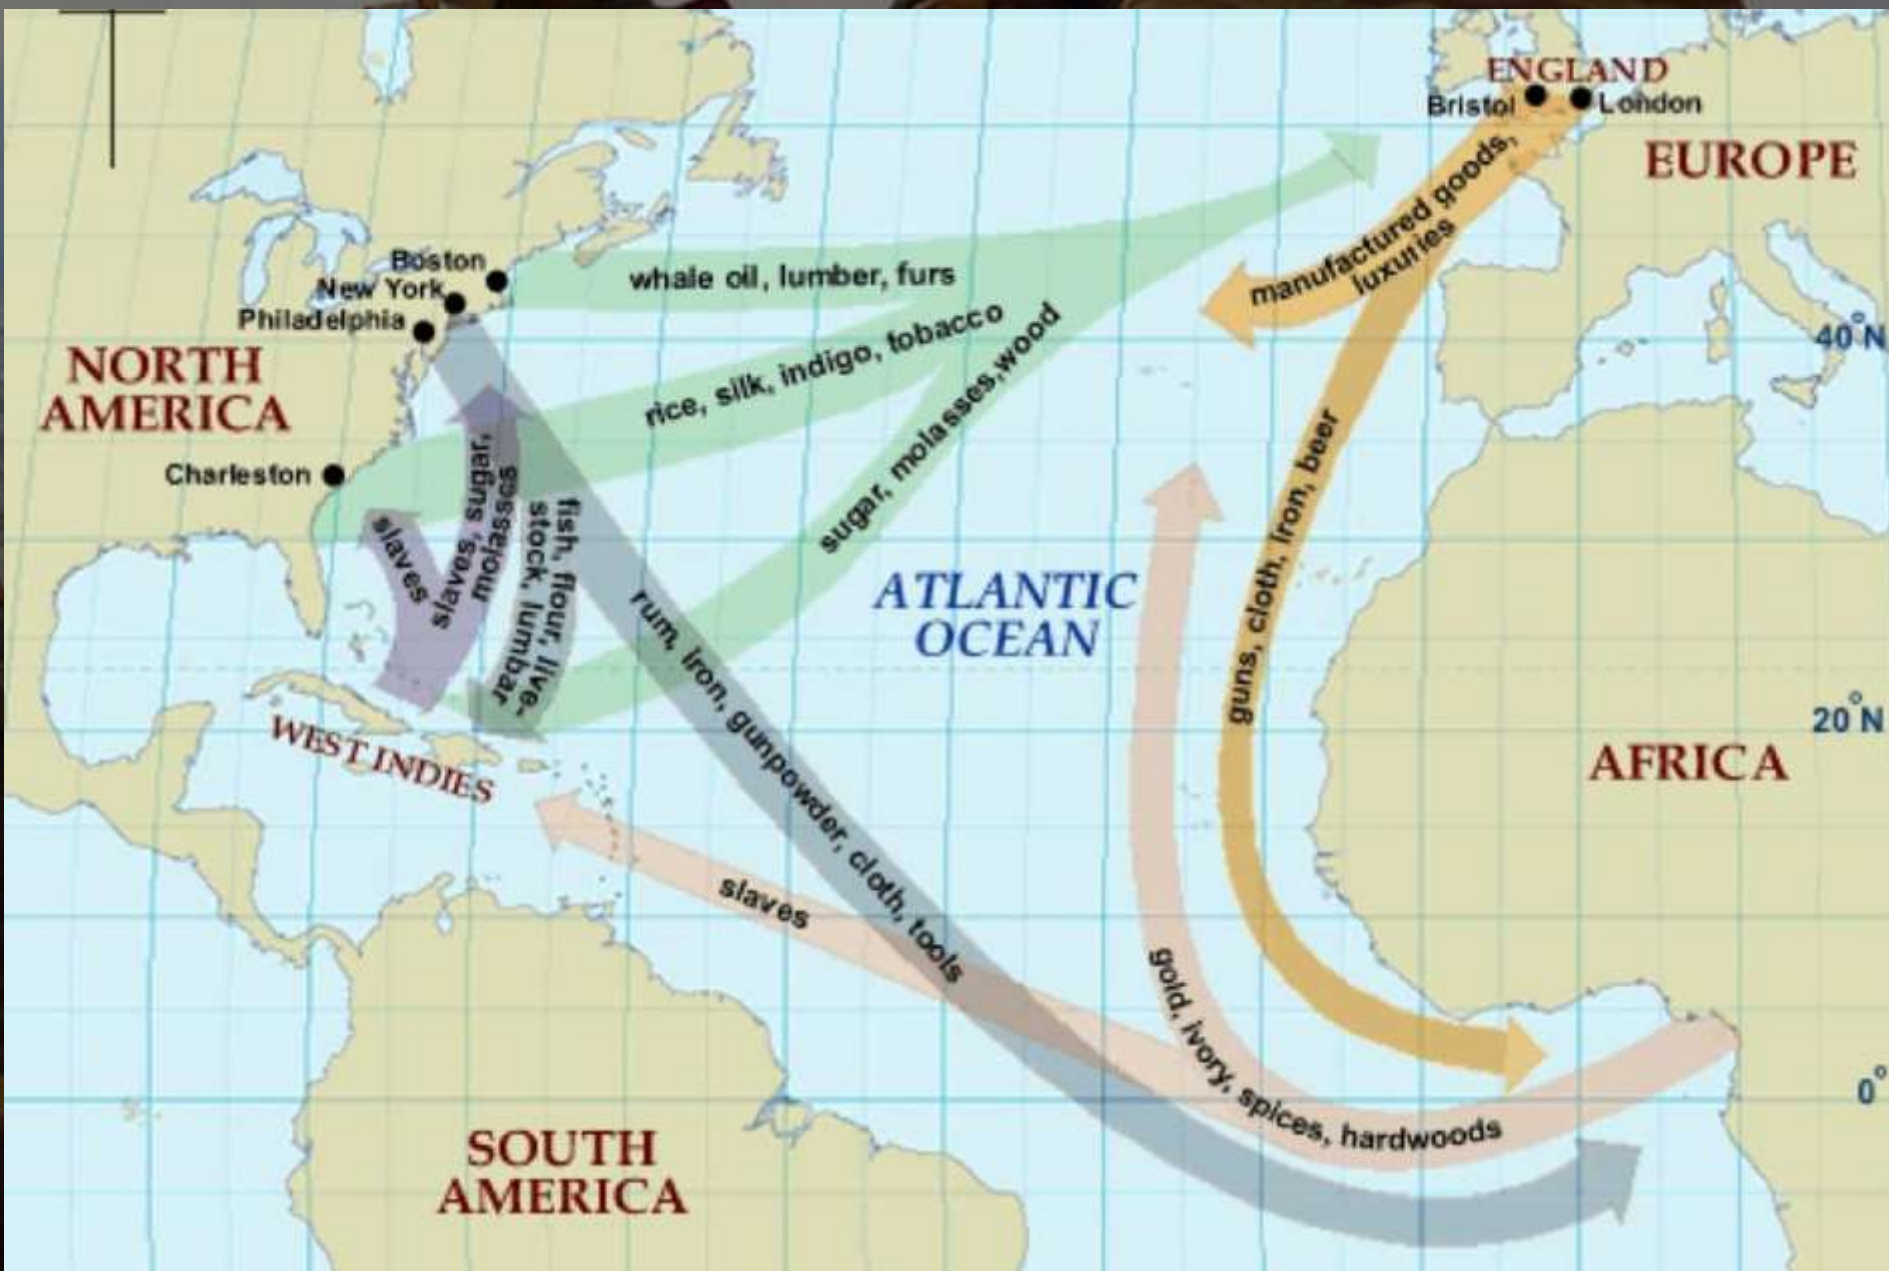 ENGLAND
Bristol
London
EUROPE
Boston
New York
Philadelphia
NORTH
AMERICA
Charleston
whale oil, lumber, furs
rice, silk, indigo, tobacco
sugar, molasses, wood
manufactured goods,
luxuries
40°N
slaves
slaves, sugar,
molasses
fish, flour, live-
stock, lumbar
rum, iron, gunpowder, cloth, tools
ATLANTIC
OCEAN
guns, cloth, iron, beer
WEST INDIES
20°N
AFRICA
slaves
gold, ivory, spices, hardwoods
0°
SOUTH
AMERICA